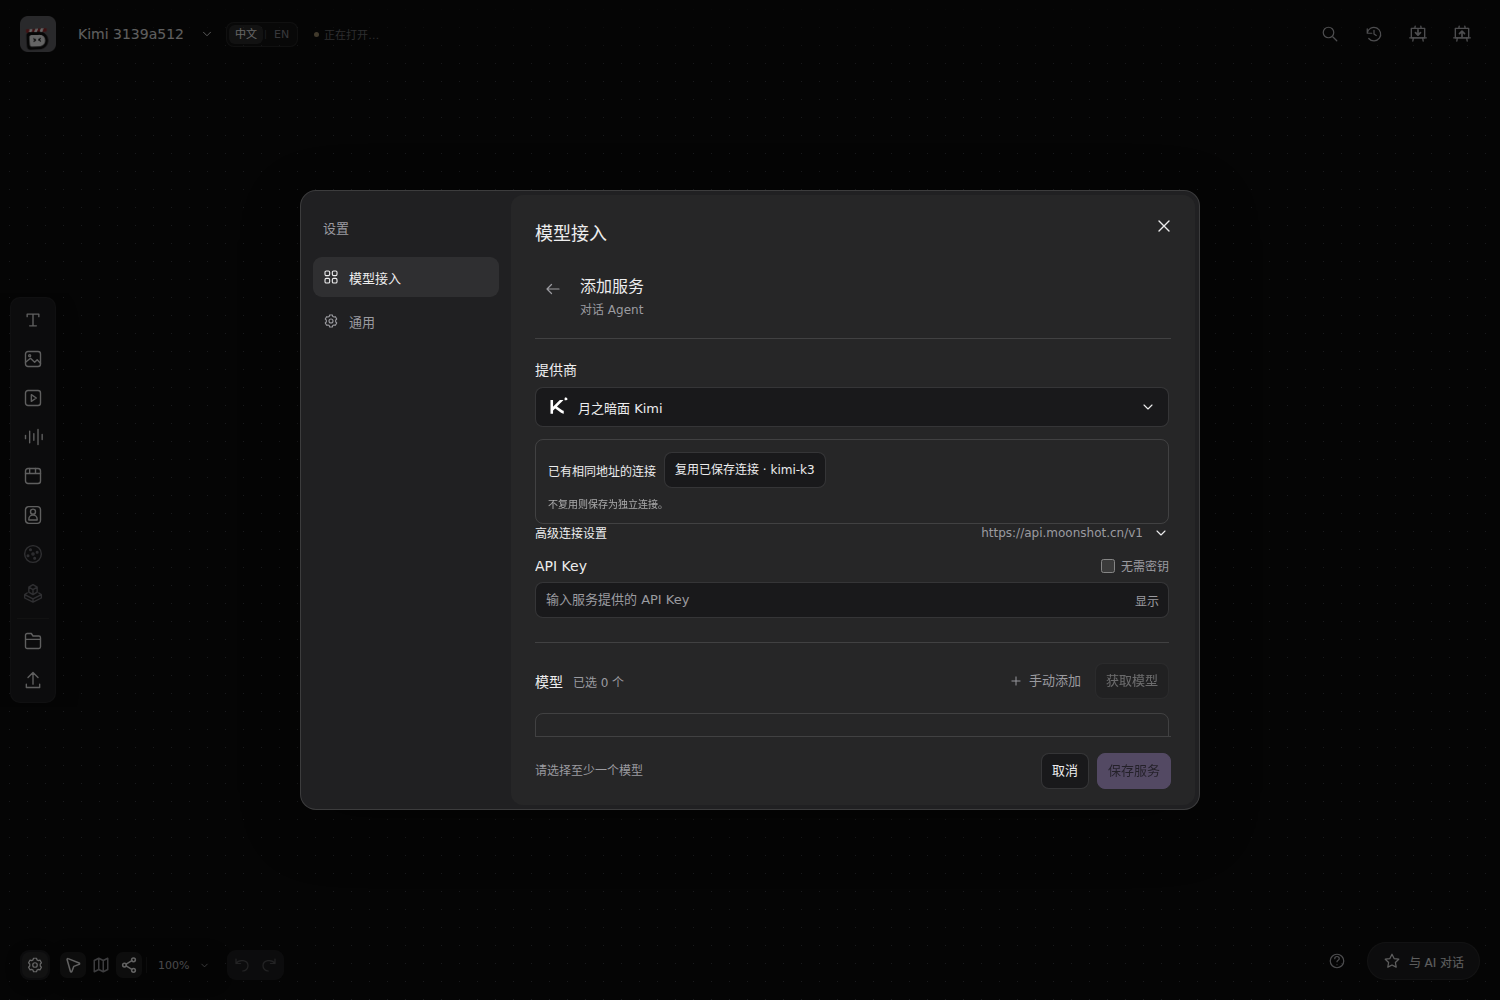 Kimi 3139a512
中文 EN
正在打开...
设置
模型接入
通用
模型接入
添加服务
对话 Agent
提供商
月之暗面 Kimi
已有相同地址的连接 复用已保存连接 · kimi-k3
不复用则保存为独立连接。
高级连接设置 https://api.moonshot.cn/v1
API Key 无需密钥
输入服务提供的 API Key 显示
模型 已选 0 个 手动添加 获取模型
请选择至少一个模型 取消 保存服务
100%
与 AI 对话